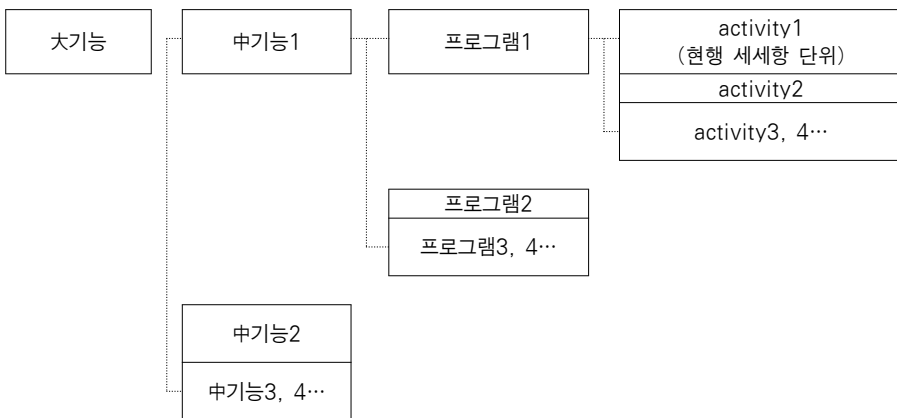 大기능
中기능1
프로그램1
activity1
(현행 세세항 단위)
activity2
activity3, 4…
프로그램2
프로그램3, 4…
中기능2
中기능3, 4…